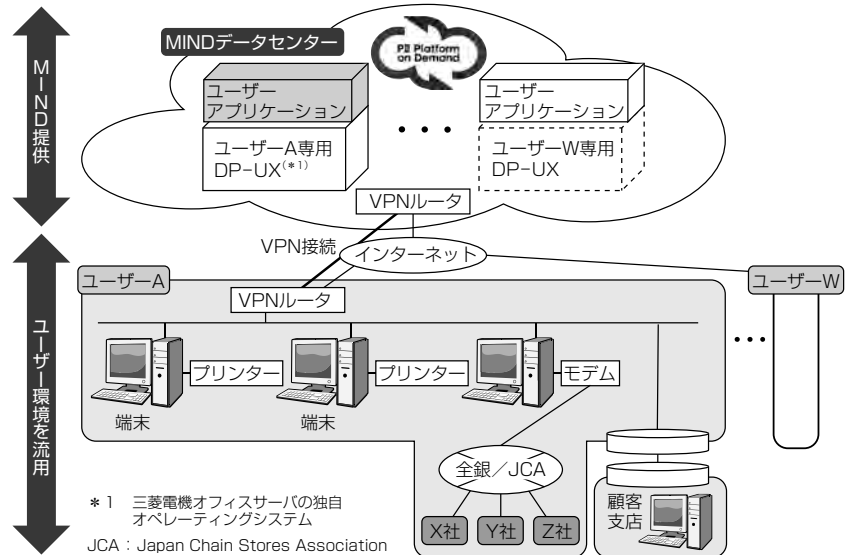 MIND提供
MINDデータセンター
PⅡ Platform
on Demand
ユーザー
アプリケーション
ユーザーA専用
DP-UX(*1)
・・・
ユーザー
アプリケーション
ユーザーW専用
DP-UX
VPNルータ
VPN接続
インターネット
ユーザー環境を流用
ユーザーA
ユーザーW
VPNルータ
プリンター
プリンター
モデム
・・・
端末
端末
全銀/JCA
X社
Y社
Z社
顧客
支店
*1 三菱電機オフィスサーバの独自
オペレーティングシステム
JCA:Japan Chain Stores Association